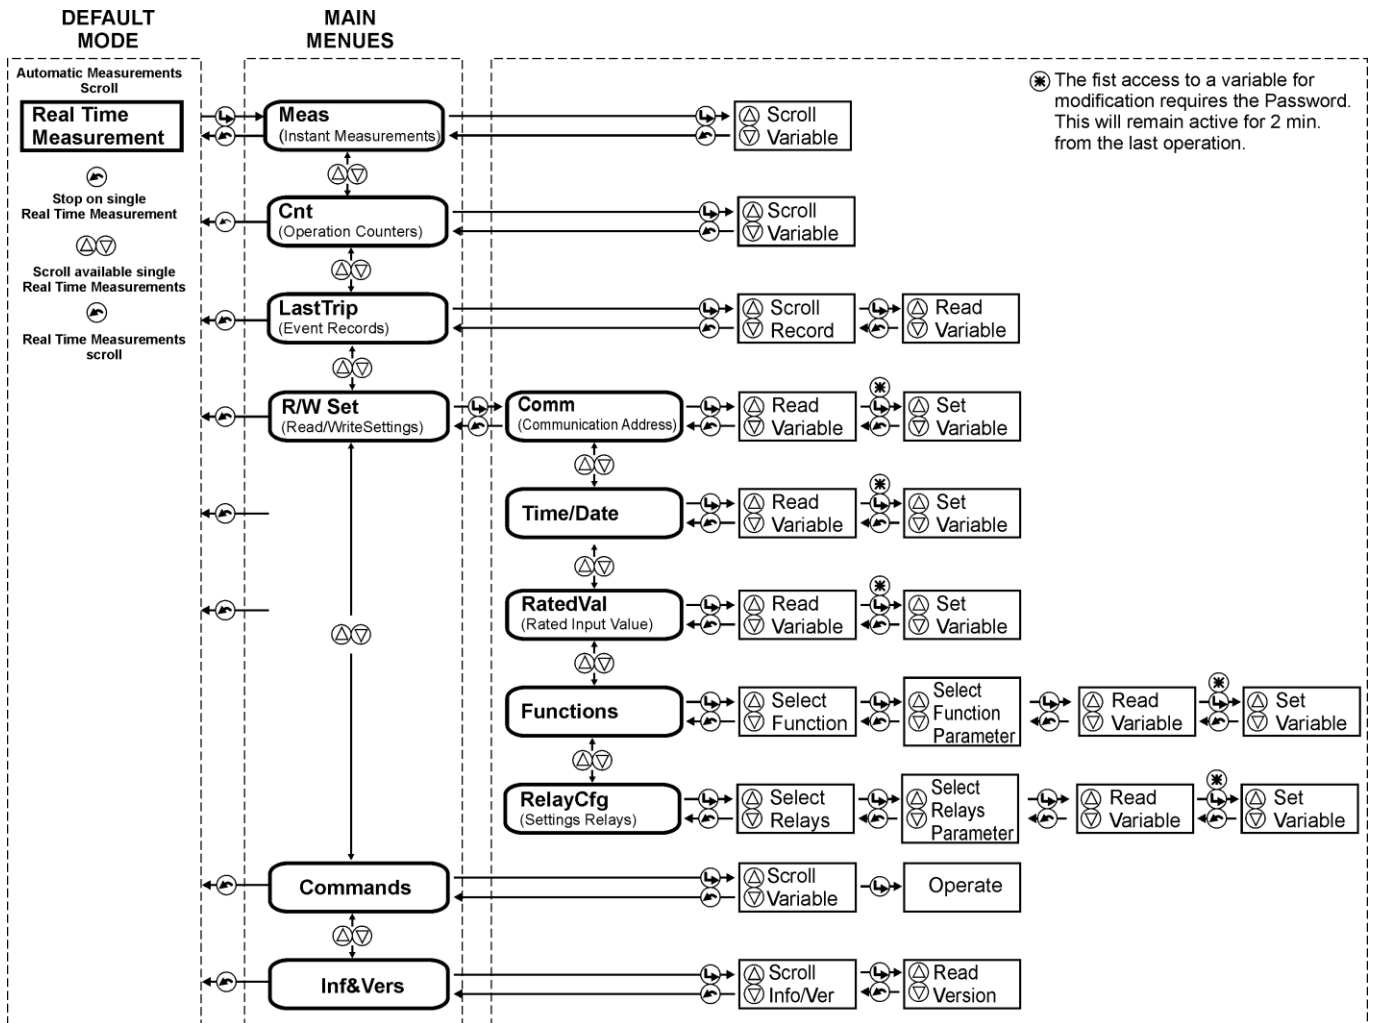 DEFAULT
MODE
MAIN
MENUES
Automatic Measurements
Scroll
Real Time
Measurement
Stop on single
Real Time Measurement
Scroll available single
Real Time Measurements
Real Time Measurements
scroll
Meas
(Instant Measurements)
Scroll
Variable
The fist access to a variable for
modification requires the Password.
This will remain active for 2 min.
from the last operation.
Cnt
(Operation Counters)
Scroll
Variable
LastTrip
(Event Records)
Scroll
Record
Read
Variable
R/W Set
(Read/WriteSettings)
Comm
(Communication Address)
Read
Variable
Set
Variable
Time/Date
Read
Variable
Set
Variable
RatedVal
(Rated Input Value)
Read
Variable
Set
Variable
Functions
Select
Function
Select
Function
Parameter
Read
Variable
Set
Variable
RelayCfg
(Settings Relays)
Select
Relays
Select
Relays
Parameter
Read
Variable
Set
Variable
Commands
Scroll
Variable
Operate
Inf&Vers
Scroll
Info/Ver
Read
Version